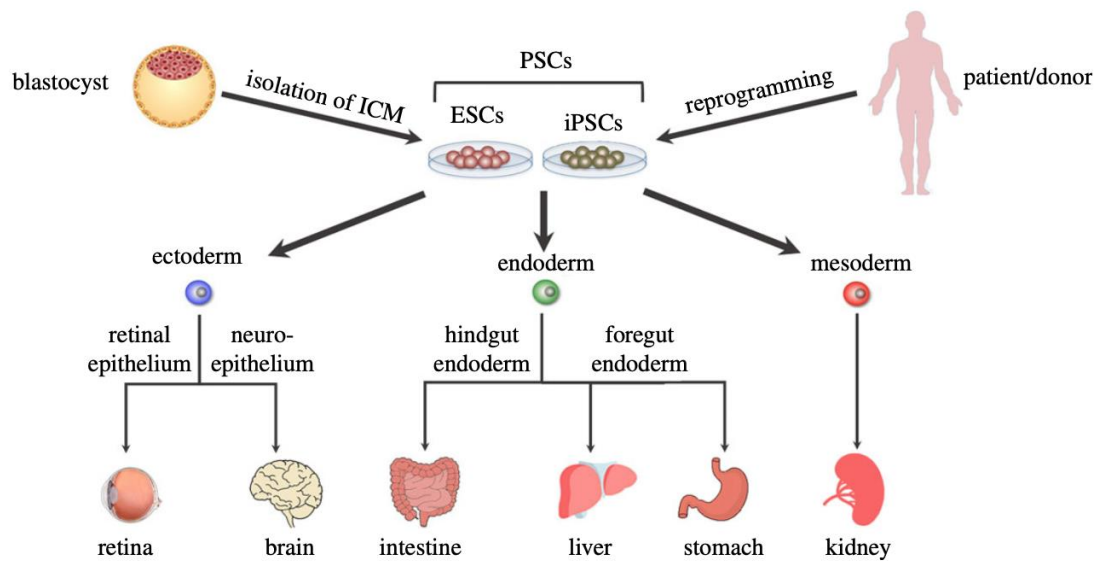 PSCs
blastocyst
isolation of ICM
ESCs
iPSCs
reprogramming
patient/donor
ectoderm
endoderm
mesoderm
retinal
epithelium
neuro-
epithelium
hindgut
endoderm
foregut
endoderm
retina
brain
intestine
liver
stomach
kidney